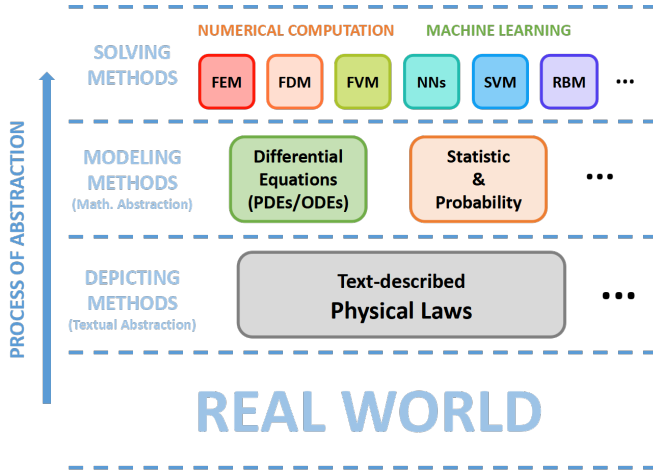 NUMERICAL COMPUTATION MACHINE LEARNING
SOLVING
METHODS
FEM FDM FVM NNs SVM RBM ...
MODELING
METHODS
(Math. Abstraction)
Differential
Equations
(PDEs/ODEs)
Statistic
&
Probability
...
DEPICTING
METHODS
(Textual Abstraction)
Text-described
Physical Laws
...
REAL WORLD
PROCESS OF ABSTRACTION